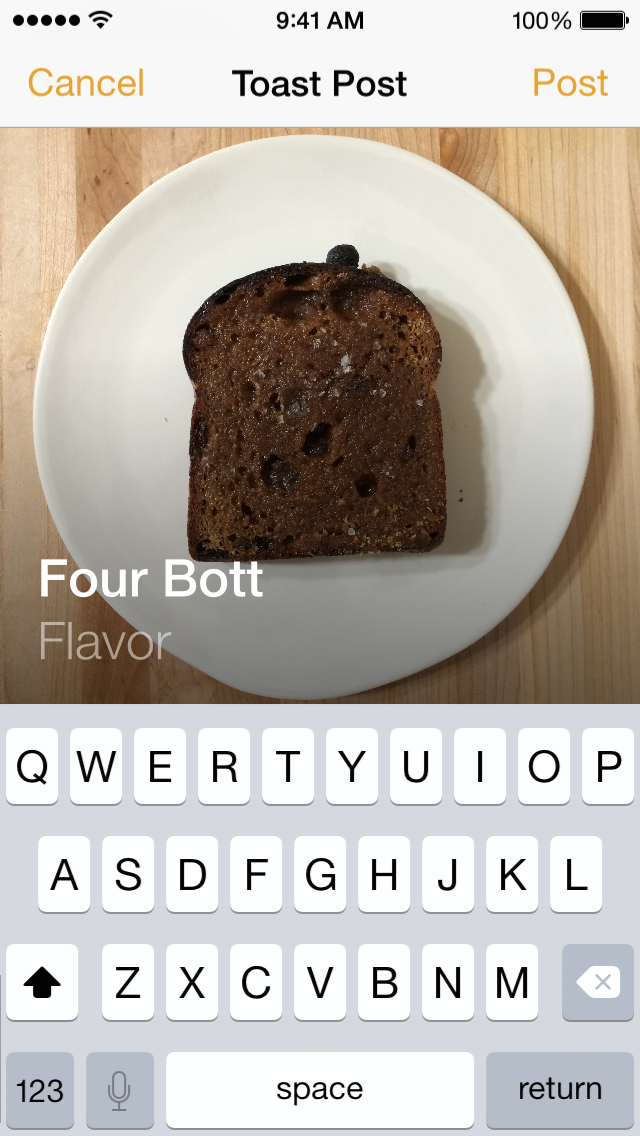 9:41 AM 100%
Cancel Toast Post Post
Four Bott
Flavor
Q W E R T Y U I O P
A S D F G H J K L
Z X C V B N M
123 space return